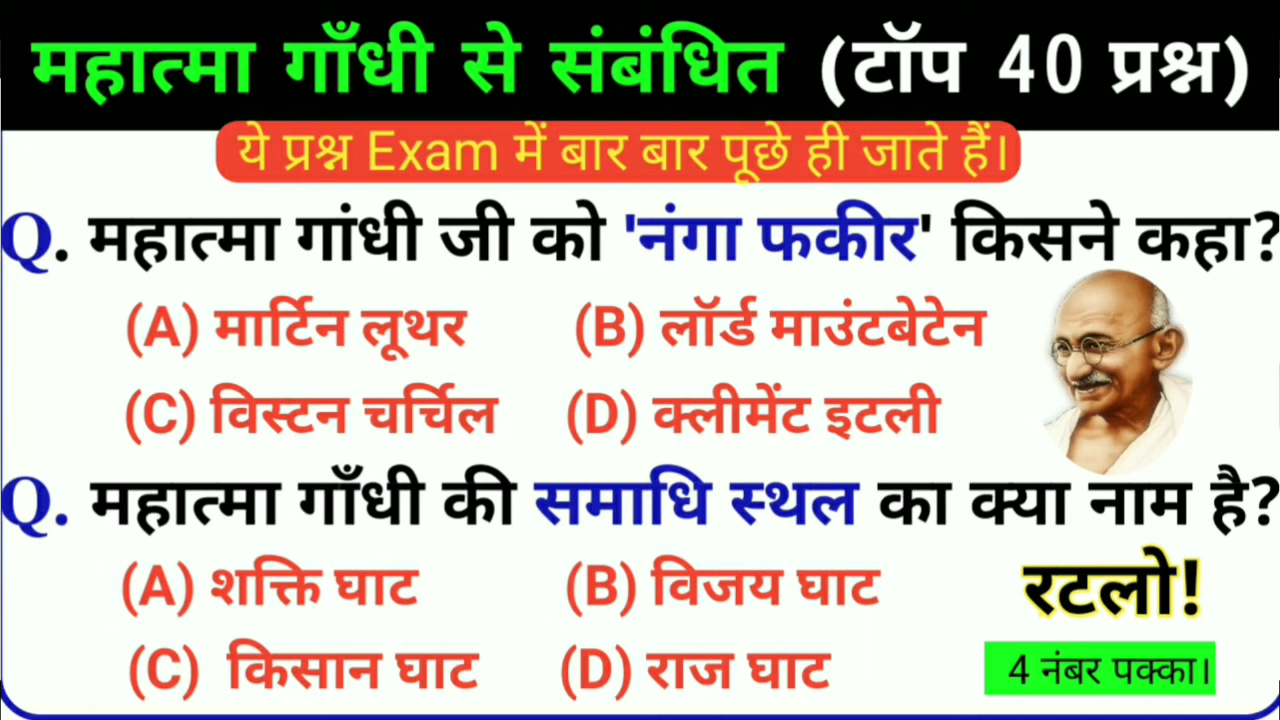 महात्मा गाँधी से संबंधित (टॉप 40 प्रश्न)
ये प्रश्न Exam में बार बार पूछे ही जाते हैं।
Q. महात्मा गांधी जी को 'नंगा फकीर' किसने कहा?
(A) मार्टिन लूथर (B) लॉर्ड माउंटबेटेन
(C) विस्टन चर्चिल (D) क्लीमेंट इटली
Q. महात्मा गाँधी की समाधि स्थल का क्या नाम है?
(A) शक्ति घाट (B) विजय घाट
रटलो!
(C) किसान घाट (D) राज घाट
4 नंबर पक्का।